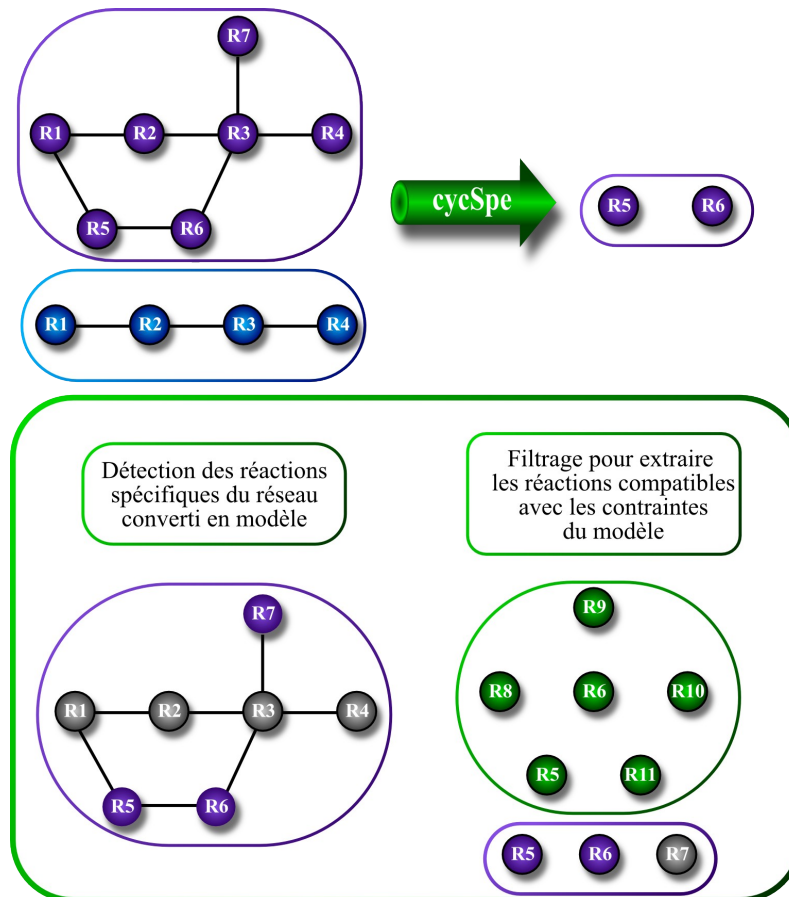 R7
R1 R2 R3 R4
R5 R6
cycSpe
R5 R6
R1 R2 R3 R4
Détection des réactions
spécifiques du réseau
converti en modèle
Filtrage pour extraire
les réactions compatibles
avec les contraintes
du modèle
R7
R1 R2 R3 R4
R5 R6
R9
R8 R6 R10
R5 R11
R5 R6 R7